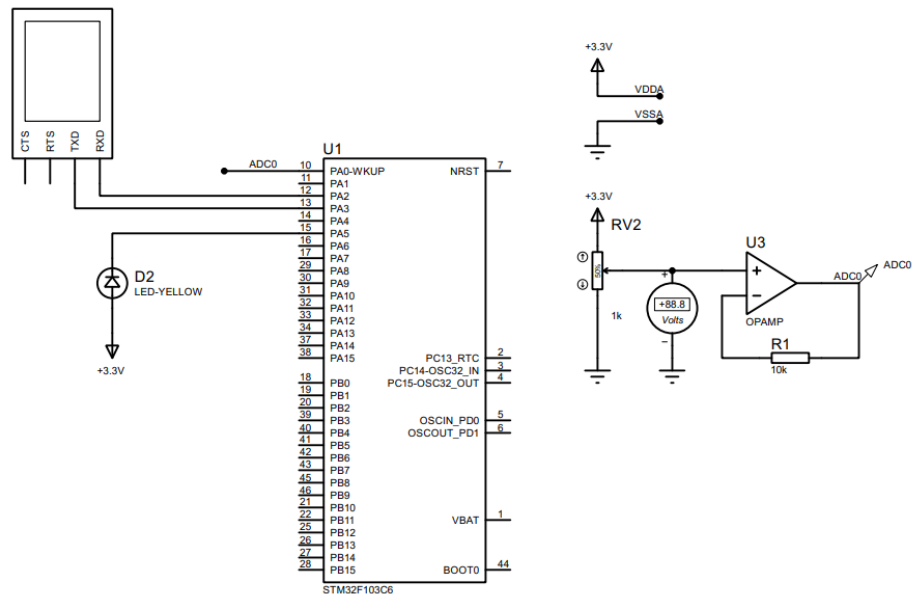 CTS
RTS
TXD
RXD
U1
ADC0
10
PA0-WKUP
11
PA1
12
PA2
13
PA3
14
PA4
15
PA5
16
PA6
17
PA7
29
PA8
30
PA9
31
PA10
32
PA11
33
PA12
34
PA13
37
PA14
38
PA15
18
PB0
19
PB1
20
PB2
39
PB3
40
PB4
41
PB5
42
PB6
43
PB7
45
PB8
46
PB9
21
PB10
22
PB11
25
PB12
26
PB13
27
PB14
28
PB15
NRST
7
PC13_RTC
2
PC14-OSC32_IN
3
PC15-OSC32_OUT
4
OSCIN_PD0
5
OSCOUT_PD1
6
VBAT
1
BOOT0
44
STM32F103C6
D2
LED-YELLOW
+3.3V
+3.3V
VDDA
VSSA
+3.3V
RV2
50%
1k
+
+88.8
Volts
−
U3
+
−
OPAMP
ADC0
ADC0
R1
10k